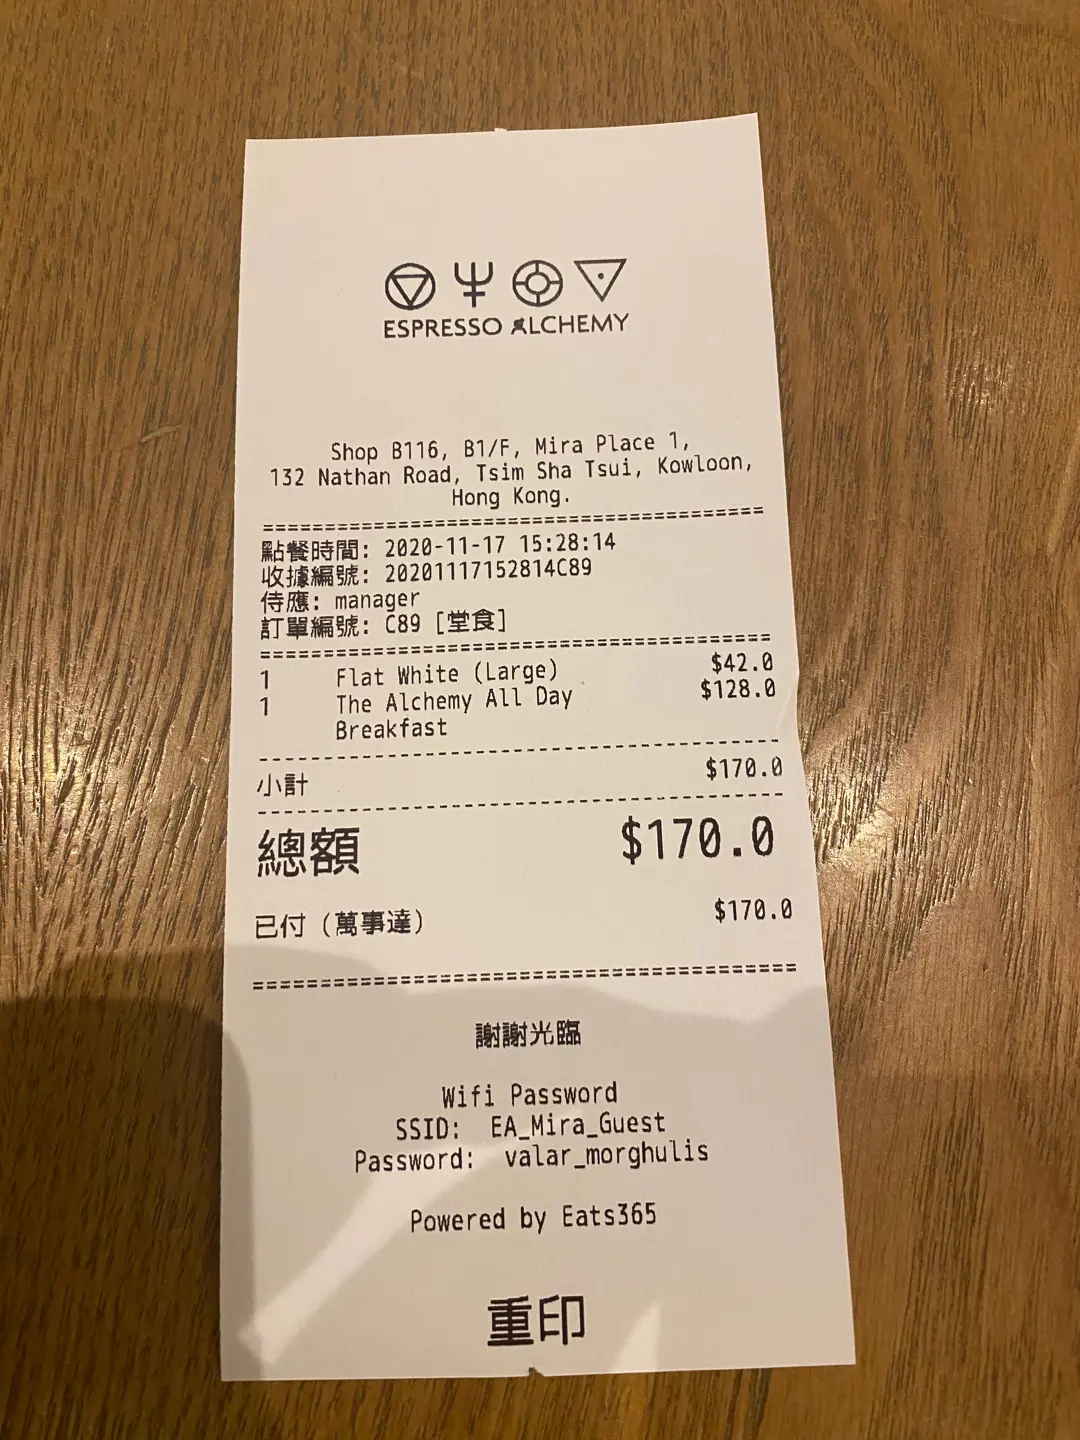 ESPRESSO ALCHEMY
Shop B116, B1/F, Mira Place 1,
132 Nathan Road, Tsim Sha Tsui, Kowloon,
Hong Kong.
================================================
點餐時間: 2020-11-17 15:28:14
收據編號: 20201117152814C89
侍應: manager
訂單編號: C89 [堂食]
================================================
1 Flat White (Large) $42.0
1 The Alchemy All Day $128.0
Breakfast
------------------------------------------------
小計 $170.0
------------------------------------------------
總額 $170.0
已付 (萬事達) $170.0
================================================
謝謝光臨
Wifi Password
SSID: EA_Mira_Guest
Password: valar_morghulis
Powered by Eats365
重印